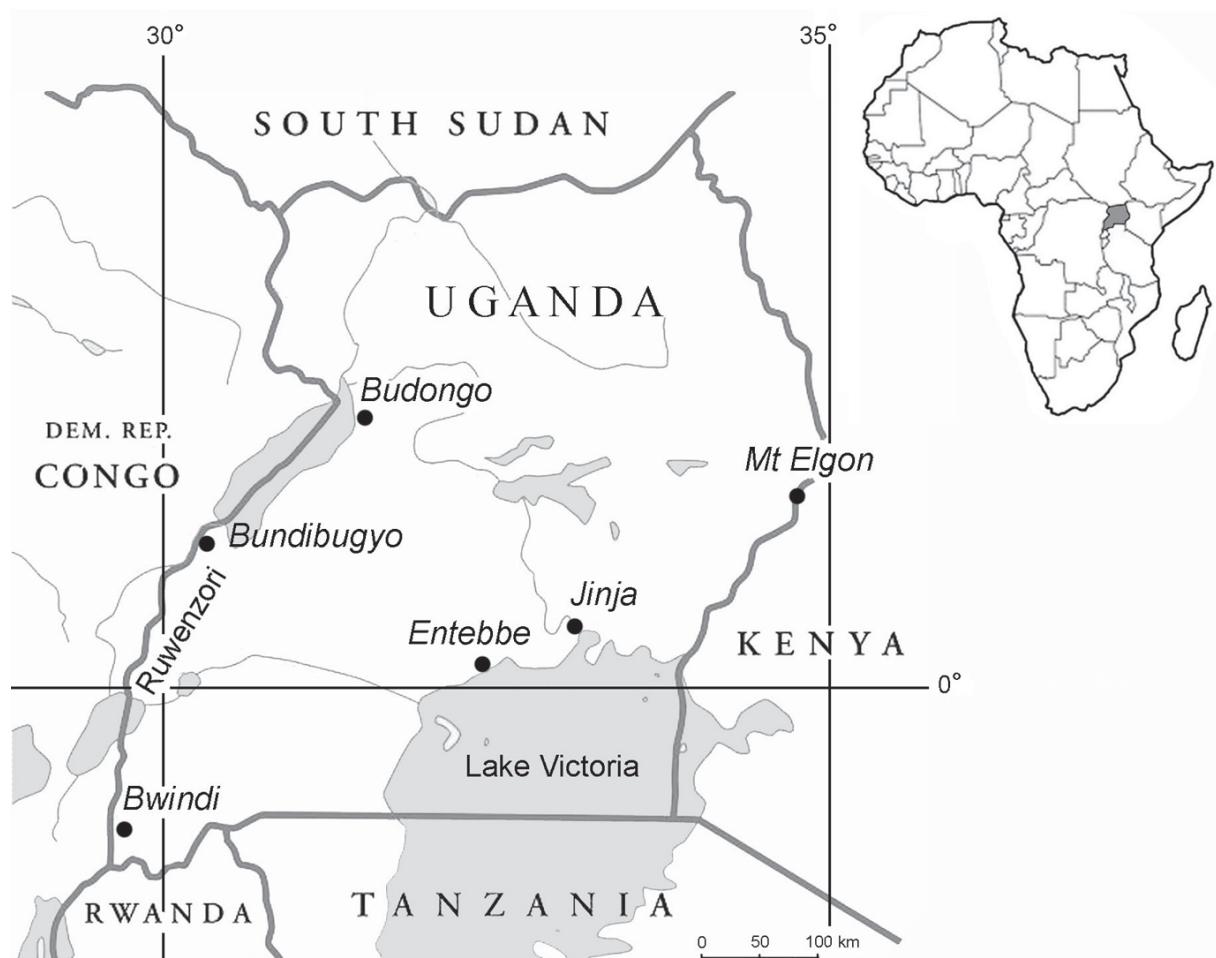 30°
35°
SOUTH SUDAN
UGANDA
Budongo
DEM. REP.
CONGO
Mt Elgon
Bundibugyo
Ruwenzori
Jinja
Entebbe
KENYA
0°
Lake Victoria
Bwindi
RWANDA
TANZANIA
0 50 100 km